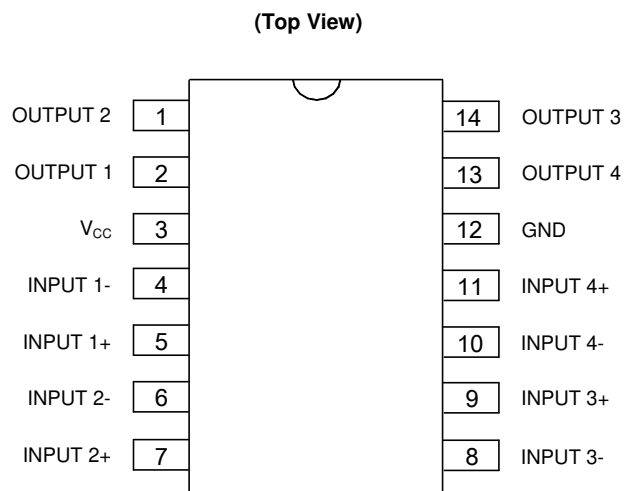 (Top View)
OUTPUT 2 1 14 OUTPUT 3
OUTPUT 1 2 13 OUTPUT 4
VCC 3 12 GND
INPUT 1- 4 11 INPUT 4+
INPUT 1+ 5 10 INPUT 4-
INPUT 2- 6 9 INPUT 3+
INPUT 2+ 7 8 INPUT 3-